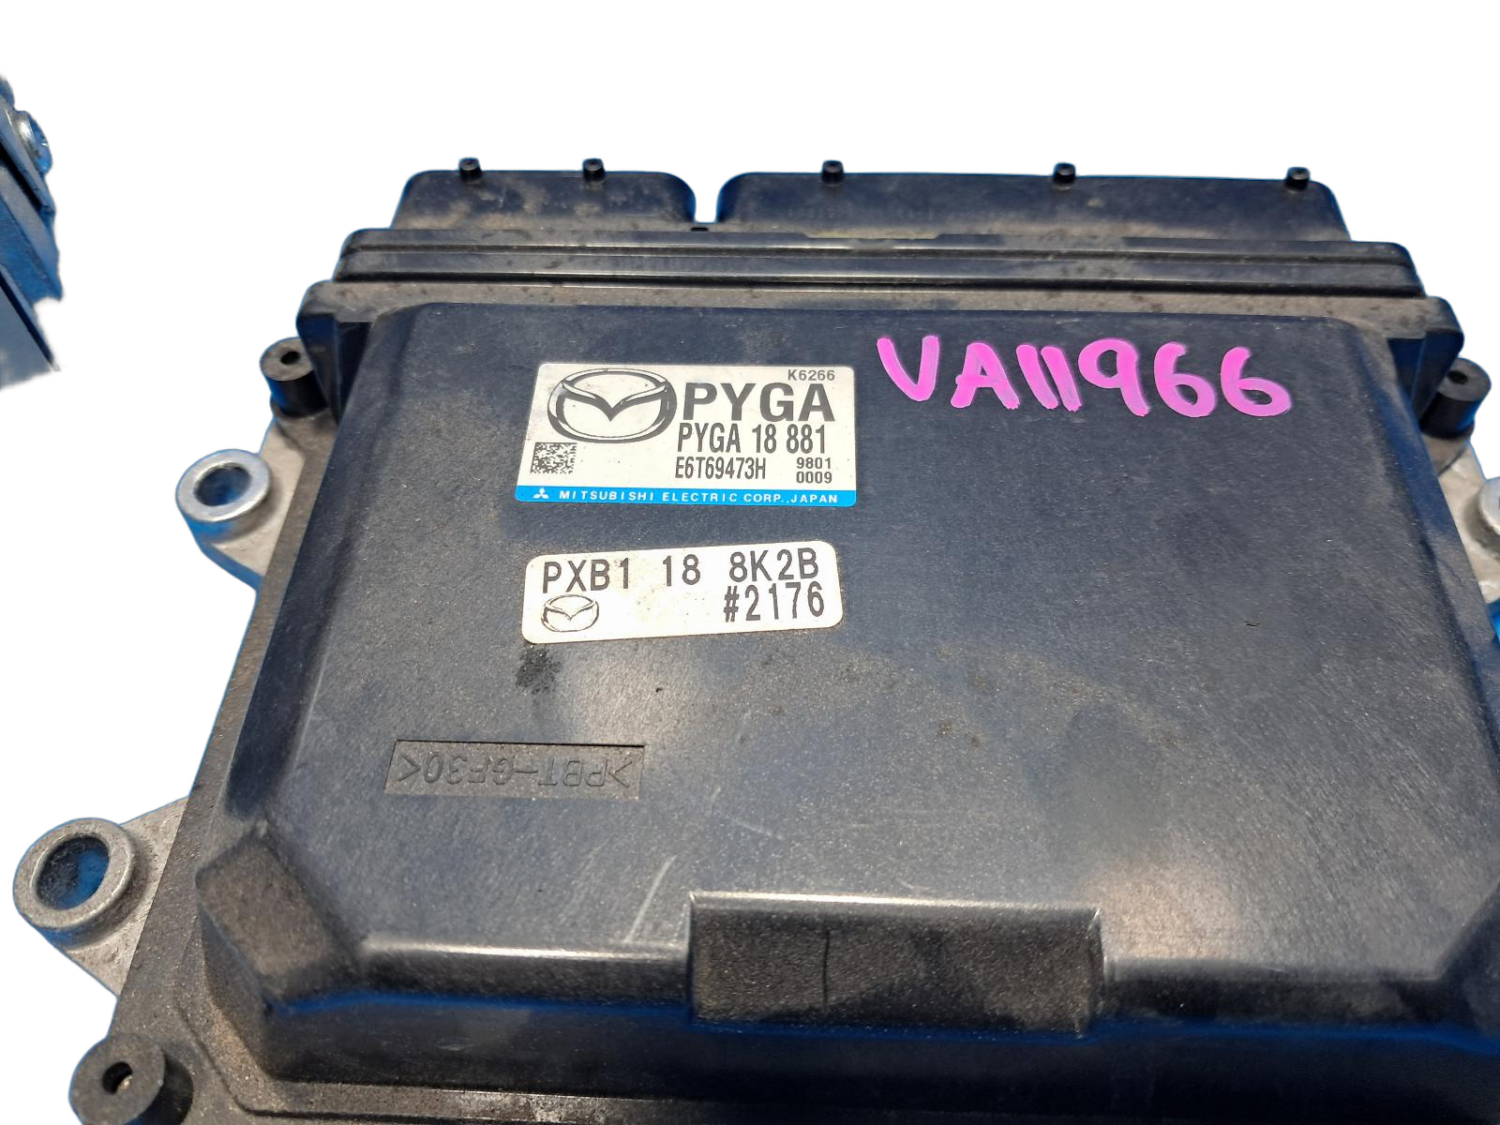 K6266
PYGA
PYGA 18 881
E6T69473H
9801
0009
MITSUBISHI ELECTRIC CORP., JAPAN
VA11966
PXB1 18 8K2B
#2176
>PBT-GF30<